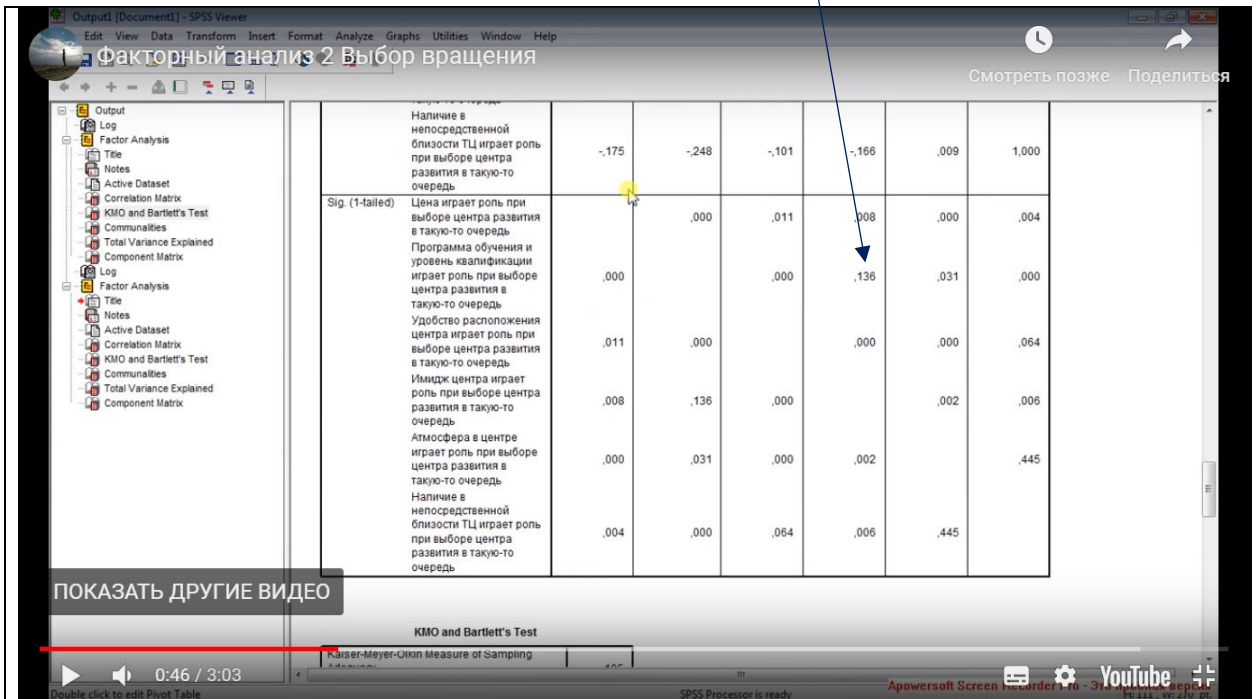 Output1 [Document1] - SPSS Viewer
Edit View Data Transform Insert Format Analyze Graphs Utilities Window Help
Факторный анализ 2 Выбор вращения
Смотреть позже Поделиться
Output
Log
Factor Analysis
Title
Notes
Active Dataset
Correlation Matrix
KMO and Bartlett's Test
Communalities
Total Variance Explained
Component Matrix
Log
Factor Analysis
Title
Notes
Active Dataset
Correlation Matrix
KMO and Bartlett's Test
Communalities
Total Variance Explained
Component Matrix
Наличие в
непосредственной
близости ТЦ играет роль
при выборе центра
развития в такую-то
очередь
-,175 -,248 -,101 -,166 ,009 1,000
Sig. (1-tailed)
Цена играет роль при
выборе центра развития
в такую-то очередь
,000 ,011 ,008 ,000 ,004
Программа обучения и
уровень квалификации
играет роль при выборе
центра развития в
такую-то очередь
,000 ,000 ,136 ,031 ,000
Удобство расположения
центра играет роль при
выборе центра развития
в такую-то очередь
,011 ,000 ,000 ,000 ,064
Имидж центра играет
роль при выборе центра
развития в такую-то
очередь
,008 ,136 ,000 ,002 ,006
Атмосфера в центре
играет роль при выборе
центра развития в
такую-то очередь
,000 ,031 ,000 ,002 ,445
Наличие в
непосредственной
близости ТЦ играет роль
при выборе центра
развития в такую-то
очередь
,004 ,000 ,064 ,006 ,445
ПОКАЗАТЬ ДРУГИЕ ВИДЕО
KMO and Bartlett's Test
Kaiser-Meyer-Olkin Measure of Sampling
0:46 / 3:03
YouTube
Double click to edit Pivot Table
SPSS Processor is ready
Apowersoft Screen Recorder Pro - Это пробная версия